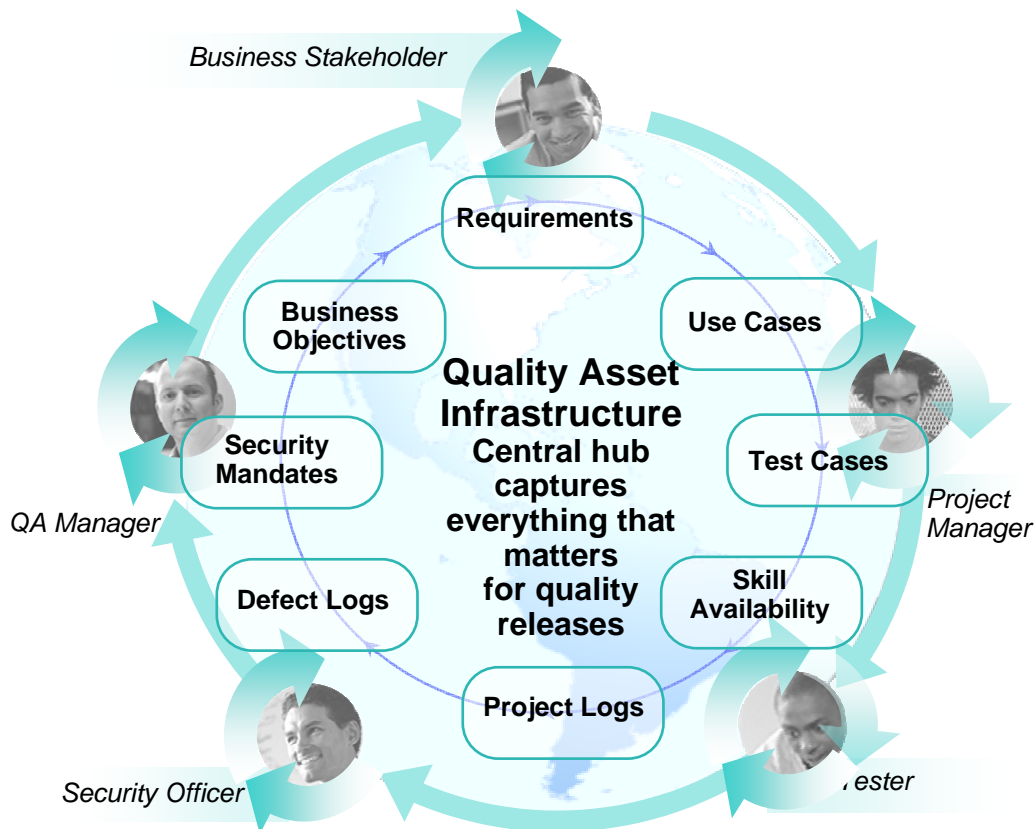 Business Stakeholder
Requirements
Business
Objectives
Use Cases
Quality Asset
Infrastructure
Central hub
captures
everything that
matters
for quality
releases
Security
Mandates
Test Cases
QA Manager
Project
Manager
Defect Logs
Skill
Availability
Project Logs
Security Officer
Tester